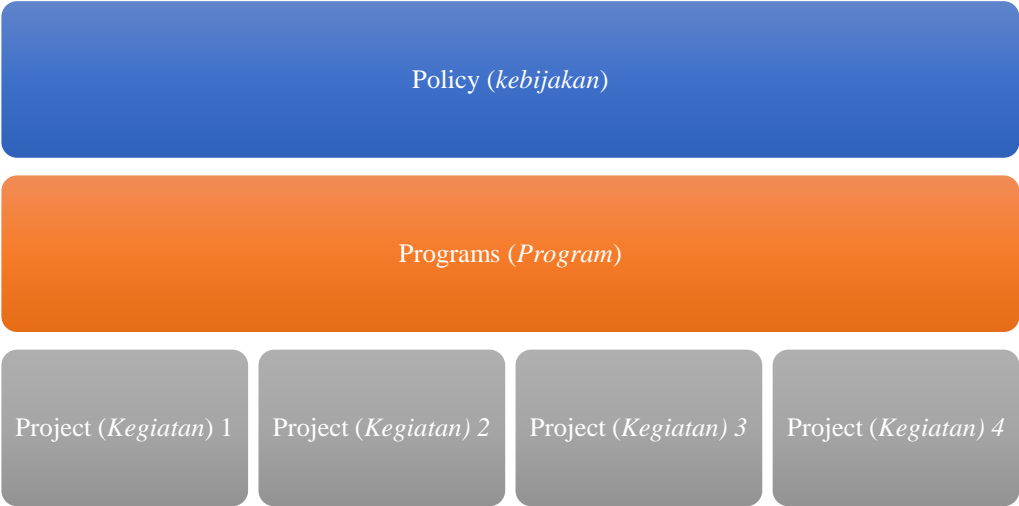 Policy (kebijakan)
Programs (Program)
Project (Kegiatan) 1
Project (Kegiatan) 2
Project (Kegiatan) 3
Project (Kegiatan) 4